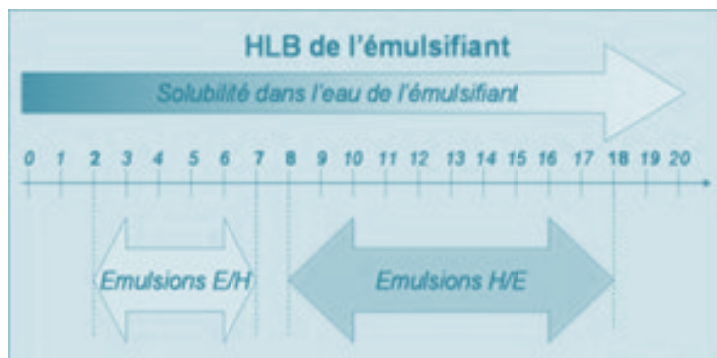 HLB de l'émulsifiant
Solubilité dans l'eau de l'émulsifiant
0 1 2 3 4 5 6 7 8 9 10 11 12 13 14 15 16 17 18 19 20
Emulsions E/H Emulsions H/E